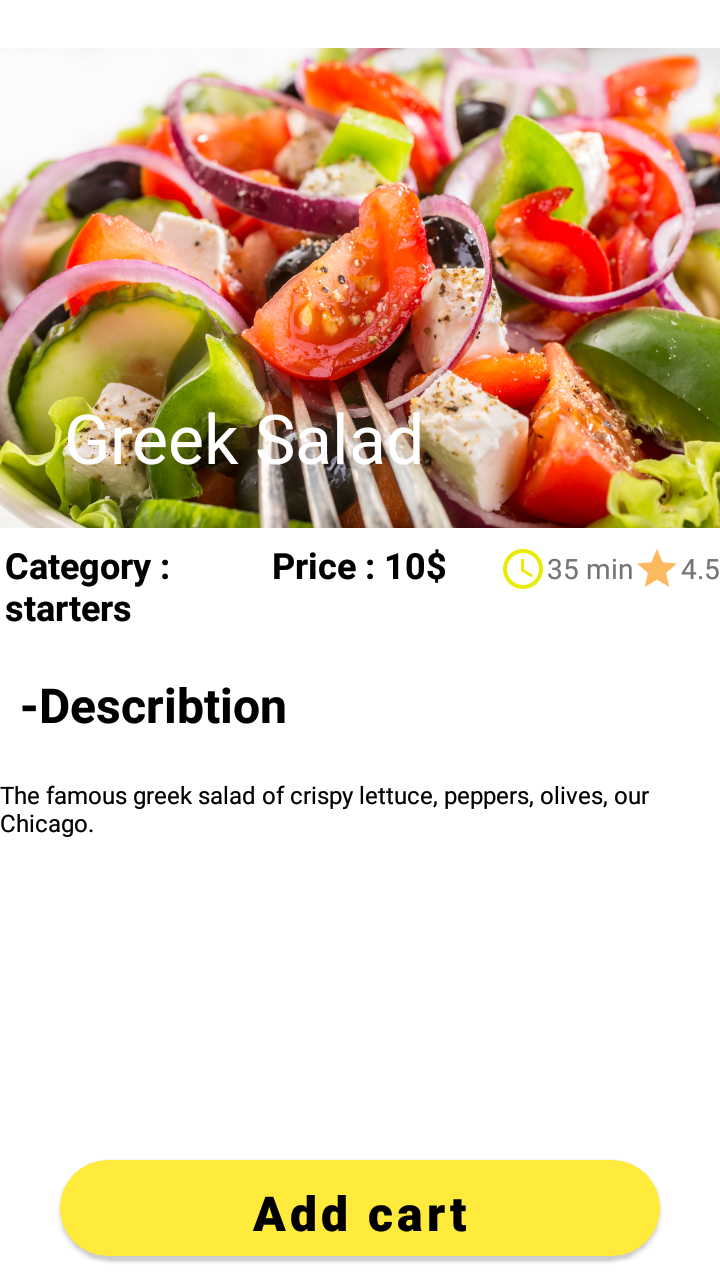 Greek Salad
Category : Price : 10$ 35 min 4.5
starters
-Describtion
The famous greek salad of crispy lettuce, peppers, olives, our
Chicago.
Add cart